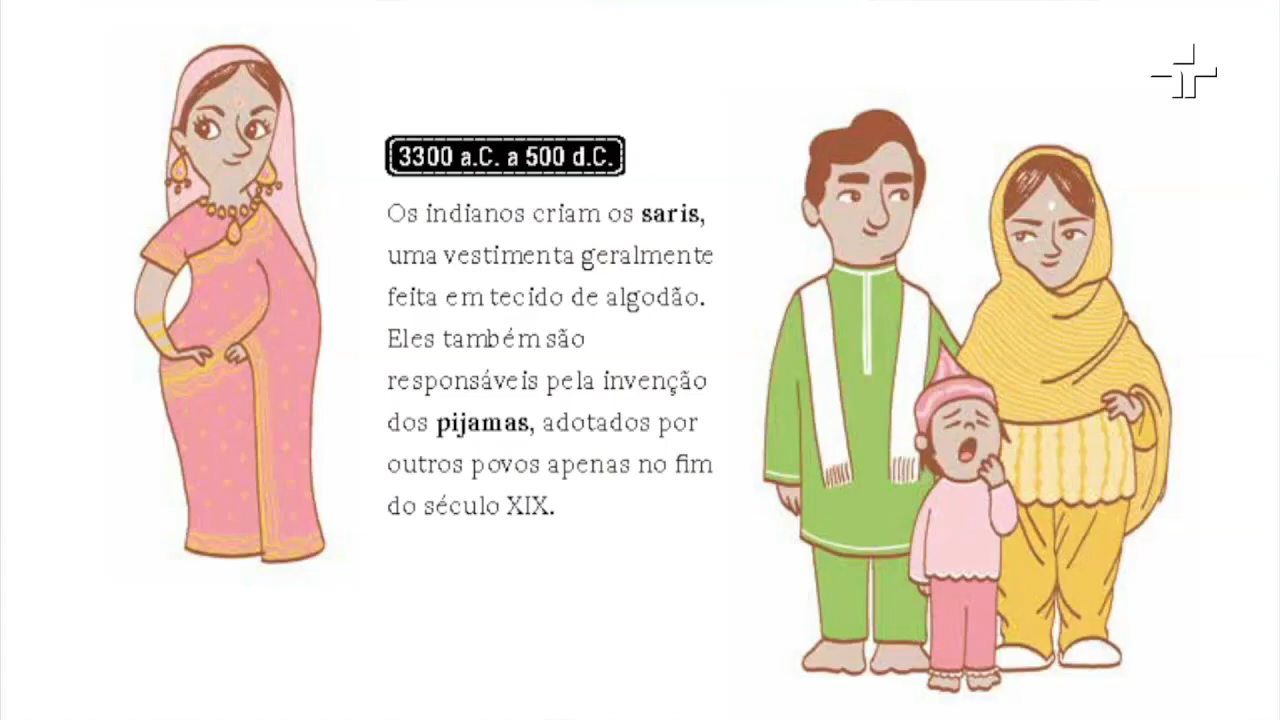 3300 a.C. a 500 d.C.
Os indianos criam os saris,
uma vestimenta geralmente
feita em tecido de algodão.
Eles também são
responsáveis pela invenção
dos pijamas, adotados por
outros povos apenas no fim
do século XIX.